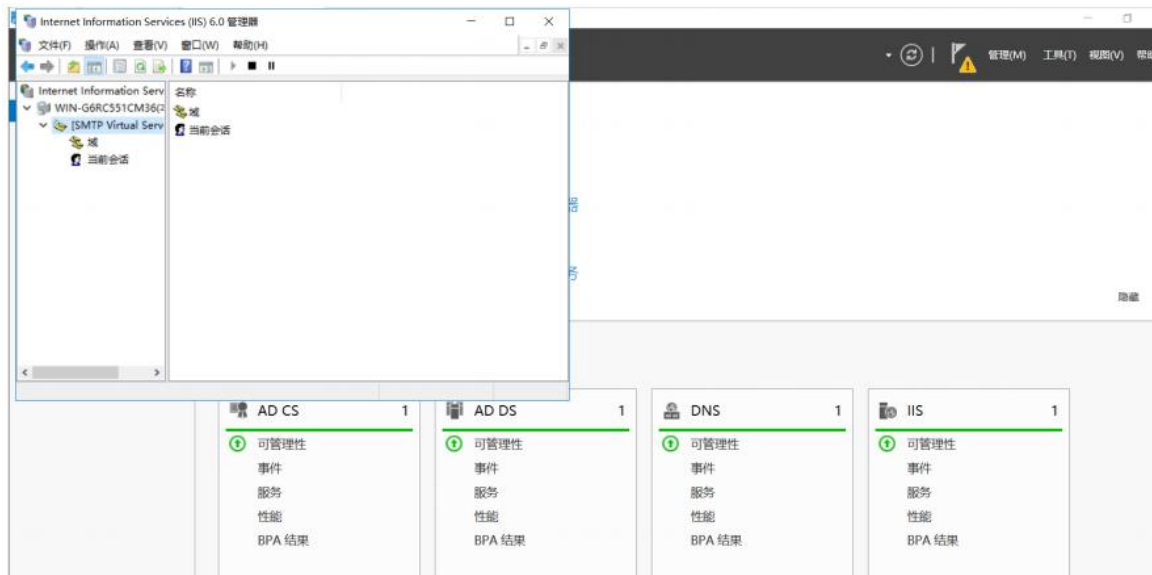 Internet Information Services (IIS) 6.0 管理器
文件(F) 操作(A) 查看(V) 窗口(W) 帮助(H)
管理(M) 工具(T) 视图(V)
Internet Information Serv
WIN-G6RC551CM36(
[SMTP Virtual Serv
域
当前会话
名称
域
当前会话
隐藏
AD CS 1
可管理性
事件
服务
性能
BPA 结果
AD DS 1
可管理性
事件
服务
性能
BPA 结果
DNS 1
可管理性
事件
服务
性能
BPA 结果
IIS 1
可管理性
事件
服务
性能
BPA 结果